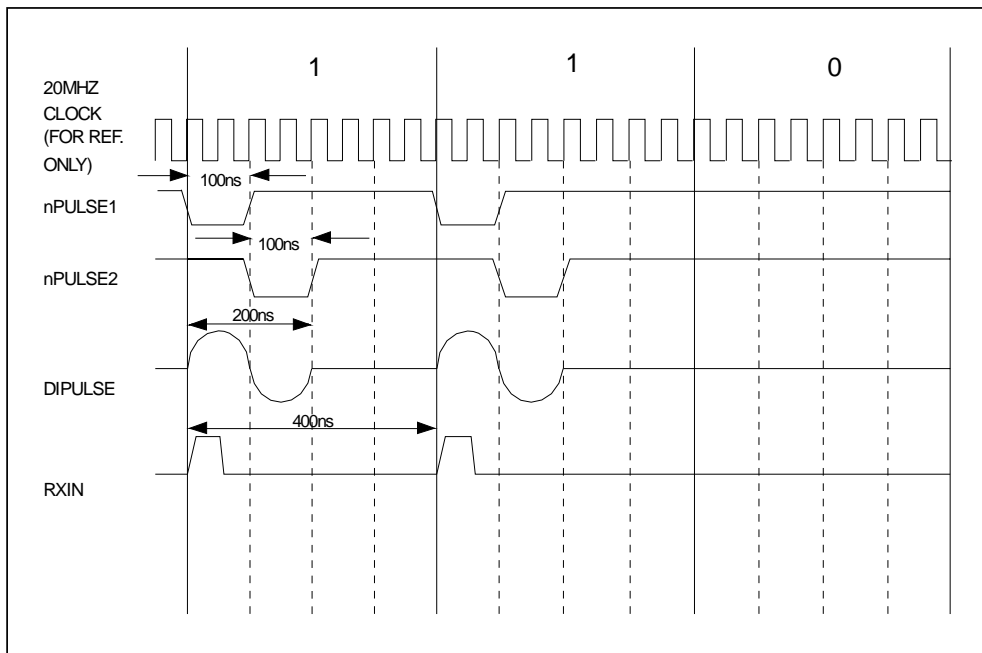 1
1
0
20MHZ
CLOCK
(FOR REF.
ONLY)
100ns
nPULSE1
100ns
nPULSE2
200ns
DIPULSE
400ns
RXIN